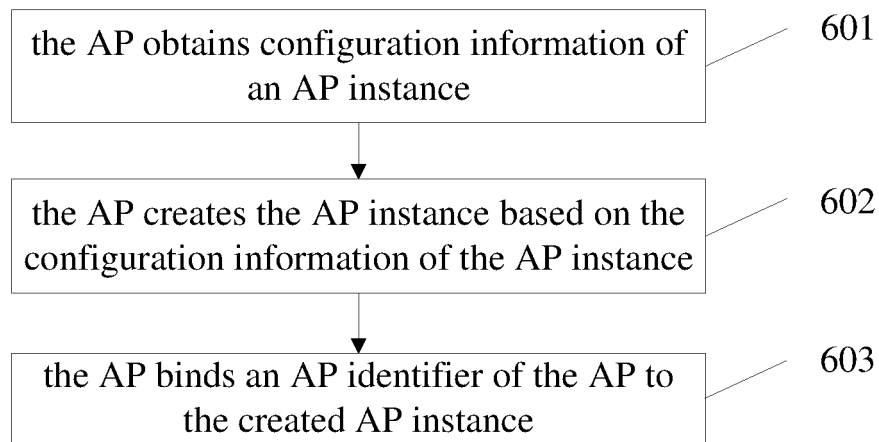 the AP obtains configuration information of
an AP instance
601
the AP creates the AP instance based on the
configuration information of the AP instance
602
the AP binds an AP identifier of the AP to
the created AP instance
603